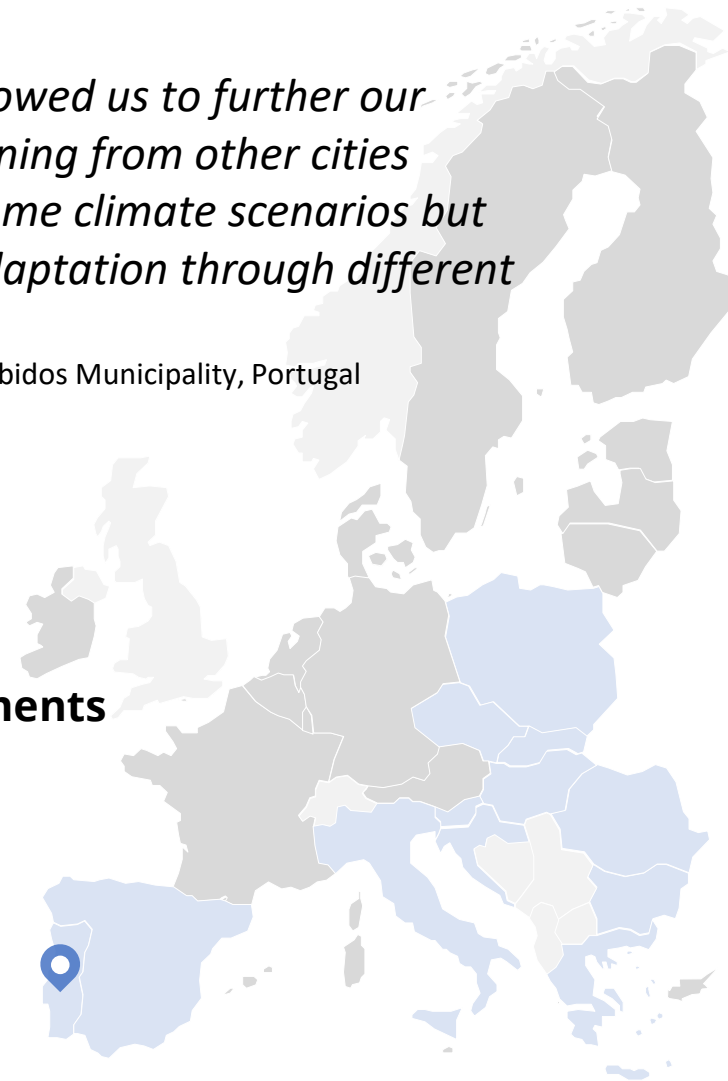 owed us to further our
ning from other cities
me climate scenarios but
laptation through different
bidos Municipality, Portugal
nents